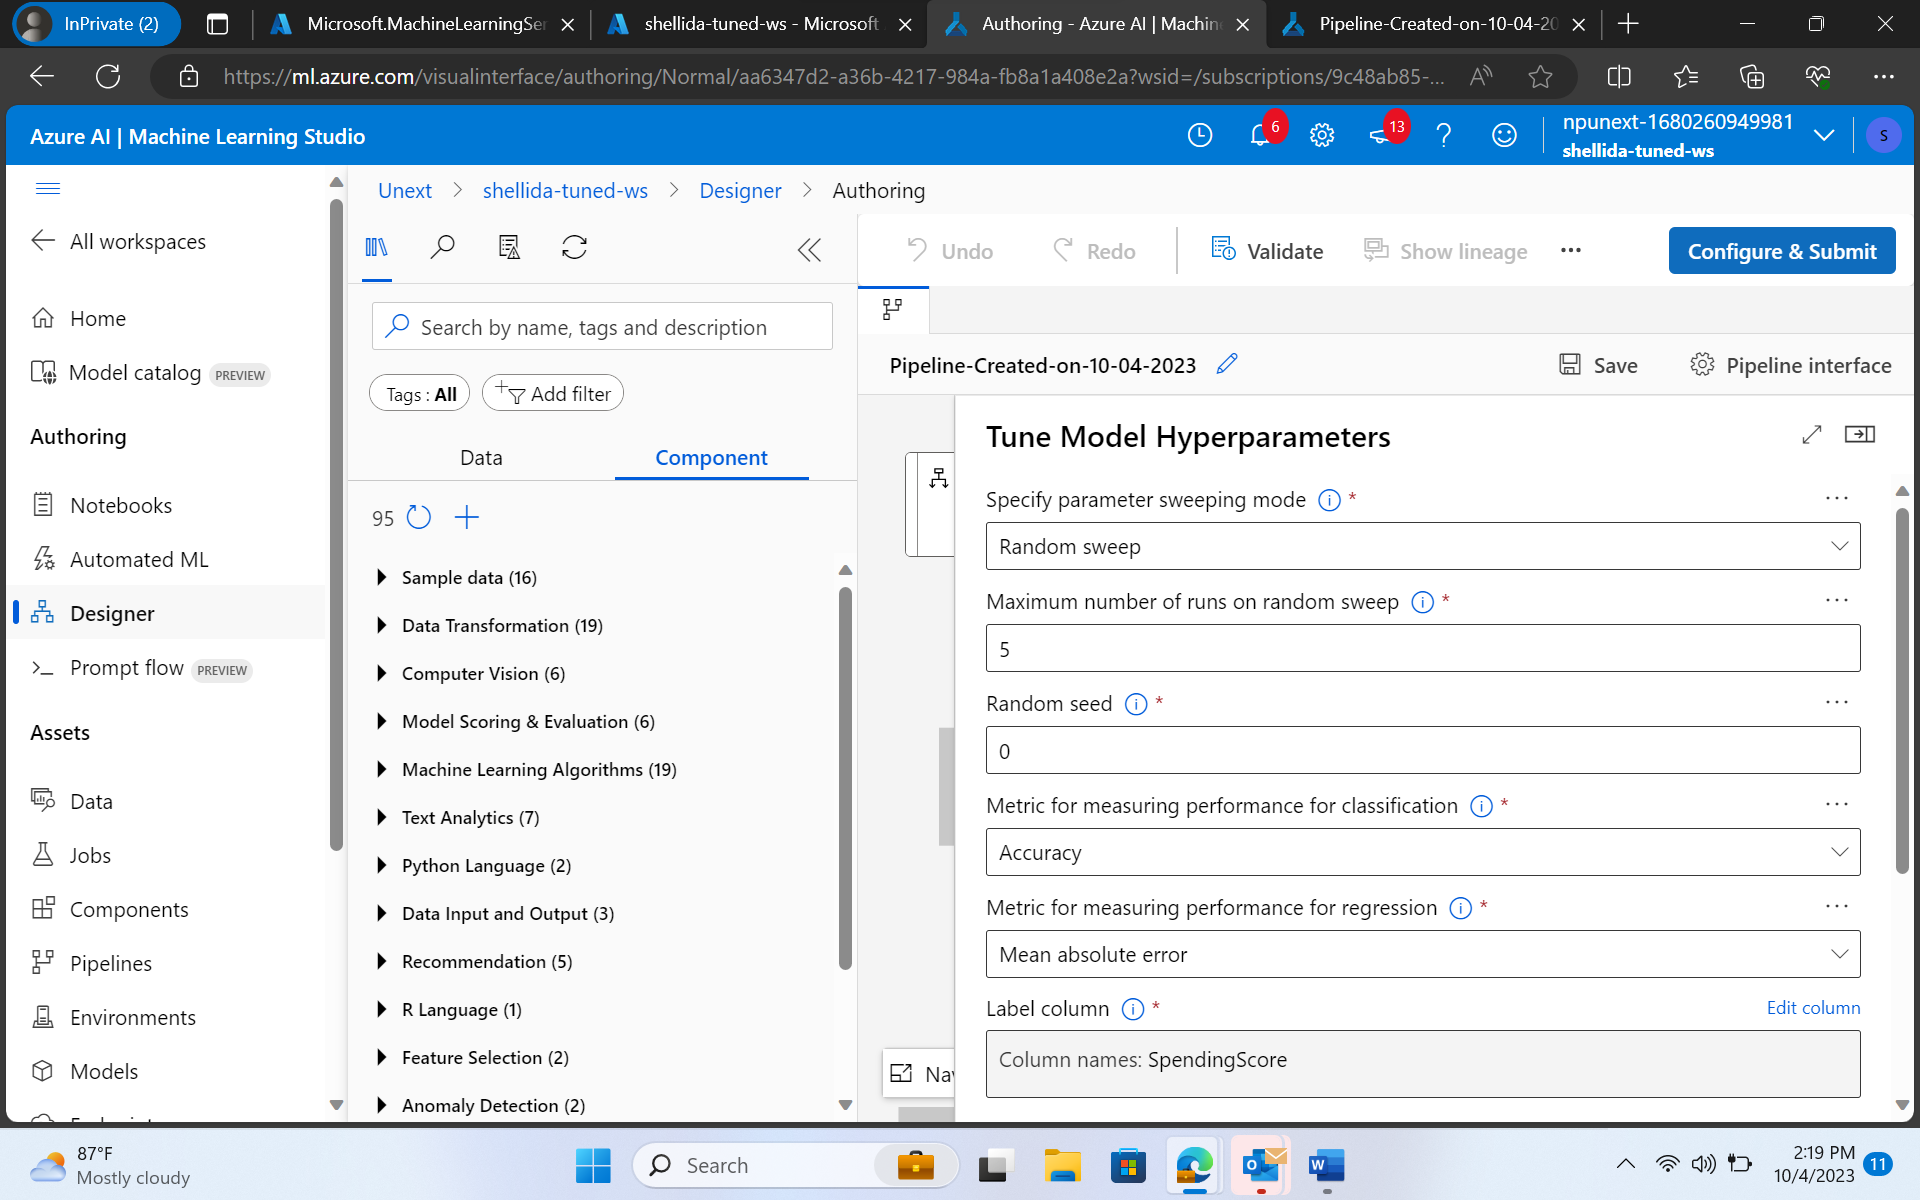 InPrivate (2)
Microsoft.MachineLearningSer
shellida-tuned-ws - Microsoft
Authoring - Azure AI | Machin
Pipeline-Created-on-10-04-20
https://ml.azure.com/visualinterface/authoring/Normal/aa6347d2-a36b-4217-984a-fb8a1a408e2a?wsid=/subscriptions/9c48ab85-...
Azure AI | Machine Learning Studio
6
13
npunext-1680260949981
shellida-tuned-ws
S
All workspaces
Home
Model catalog PREVIEW
Authoring
Notebooks
Automated ML
Designer
Prompt flow PREVIEW
Assets
Data
Jobs
Components
Pipelines
Environments
Models
Unext > shellida-tuned-ws > Designer > Authoring
Search by name, tags and description
Tags : All
Add filter
Data
Component
95
Sample data (16)
Data Transformation (19)
Computer Vision (6)
Model Scoring & Evaluation (6)
Machine Learning Algorithms (19)
Text Analytics (7)
Python Language (2)
Data Input and Output (3)
Recommendation (5)
R Language (1)
Feature Selection (2)
Anomaly Detection (2)
Undo
Redo
Validate
Show lineage
Configure & Submit
Pipeline-Created-on-10-04-2023
Save
Pipeline interface
Nav
Tune Model Hyperparameters
Specify parameter sweeping mode *
Random sweep
Maximum number of runs on random sweep *
5
Random seed *
0
Metric for measuring performance for classification *
Accuracy
Metric for measuring performance for regression *
Mean absolute error
Label column *
Edit column
Column names: SpendingScore
87°F
Mostly cloudy
Search
2:19 PM
10/4/2023
11